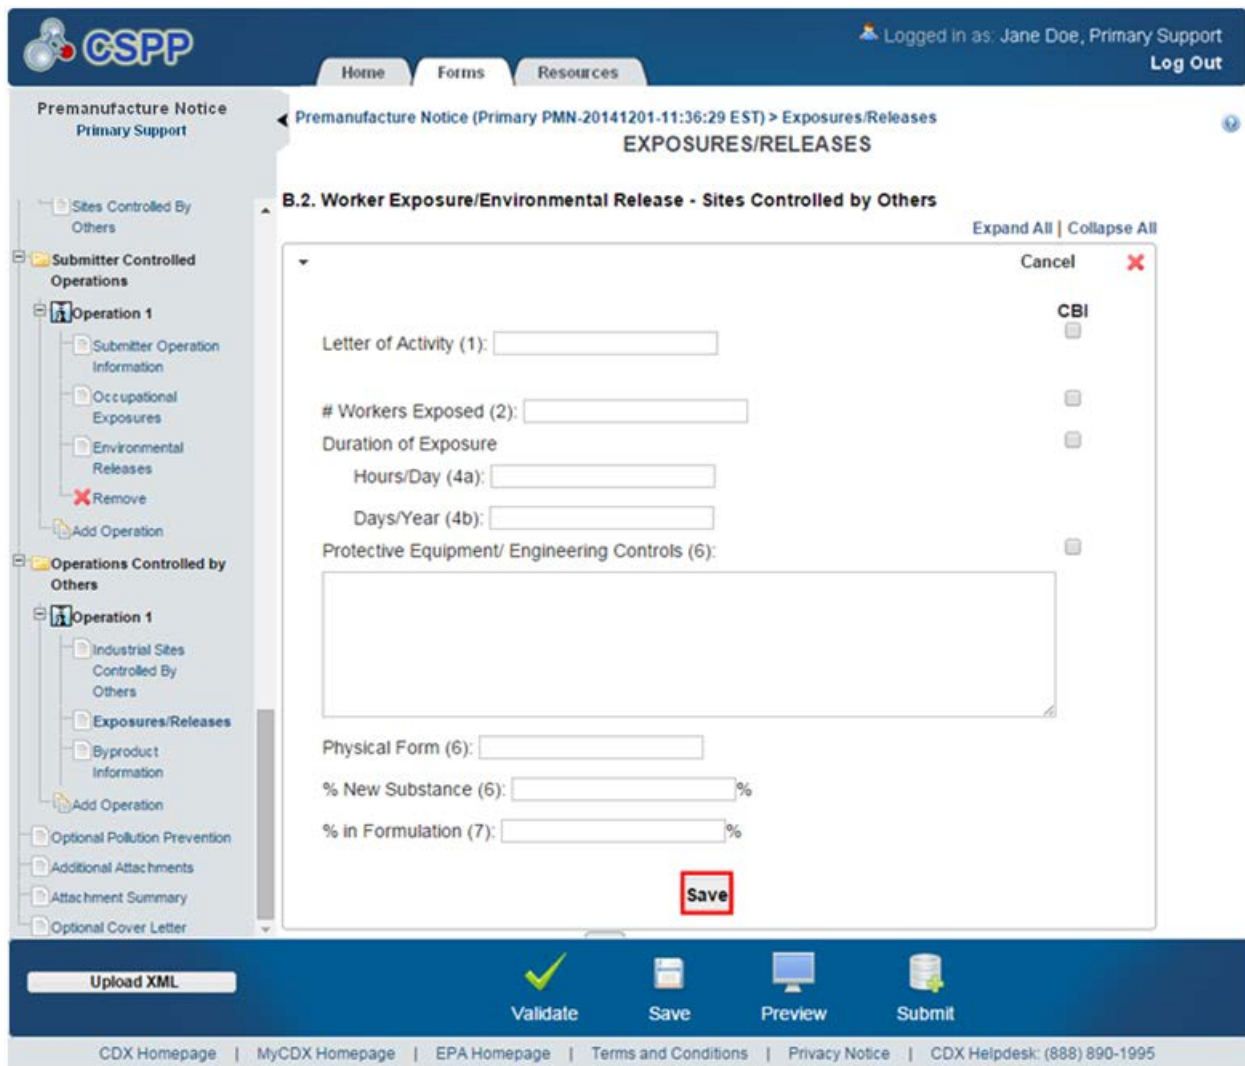 CSPP
Logged in as: Jane Doe, Primary Support
Log Out
Home
Forms
Resources
Premanufacture Notice
Primary Support
Premanufacture Notice (Primary PMN-20141201-11:36:29 EST) > Exposures/Releases
EXPOSURES/RELEASES
Sites Controlled By
Others
Submitter Controlled
Operations
Operation 1
Submitter Operation
Information
Occupational
Exposures
Environmental
Releases
Remove
Add Operation
Operations Controlled by
Others
Operation 1
Industrial Sites
Controlled By
Others
Exposures/Releases
Byproduct
Information
Add Operation
Optional Pollution Prevention
Additional Attachments
Attachment Summary
Optional Cover Letter
B.2. Worker Exposure/Environmental Release - Sites Controlled by Others
Expand All | Collapse All
Cancel
CBI
Letter of Activity (1):
# Workers Exposed (2):
Duration of Exposure
Hours/Day (4a):
Days/Year (4b):
Protective Equipment/ Engineering Controls (6):
Physical Form (6):
% New Substance (6): %
% in Formulation (7): %
Save
Upload XML
Validate
Save
Preview
Submit
CDX Homepage | MyCDX Homepage | EPA Homepage | Terms and Conditions | Privacy Notice | CDX Helpdesk: (888) 890-1995